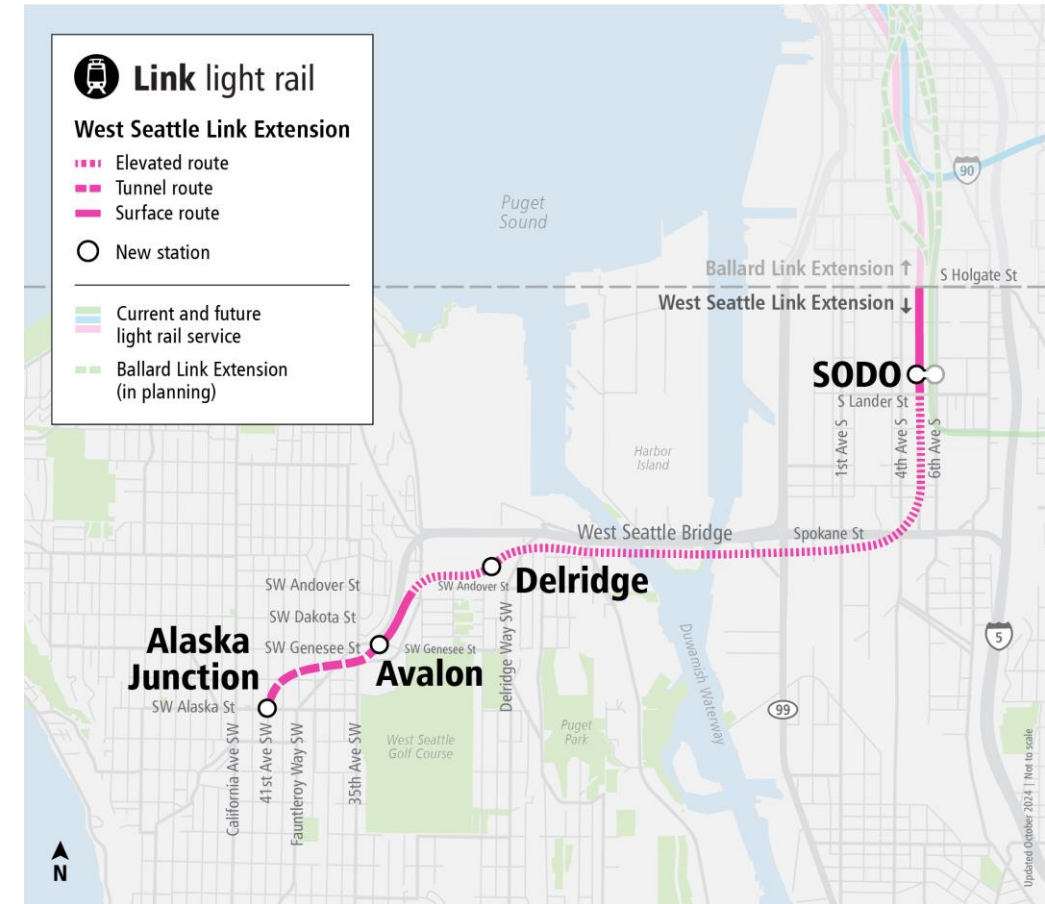 Link light rail
West Seattle Link Extension
Elevated route
Tunnel route
Surface route
New station
Current and future
light rail service
Ballard Link Extension
(in planning)
Puget
Sound
90
Ballard Link Extension ↑
S Holgate St
West Seattle Link Extension ↓
SODO
S Lander St
1st Ave S
4th Ave S
6th Ave S
Harbor
Island
West Seattle Bridge
Spokane St
SW Andover St
SW Andover St
Delridge
SW Dakota St
SW Genesee St
SW Genesee St
Delridge Way SW
Alaska
Junction
Avalon
SW Alaska St
Duwamish Waterway
5
99
California Ave SW
41st Ave SW
Fauntleroy Way SW
35th Ave SW
West Seattle
Golf Course
Puget
Park
N
Updated October 2024 | Not to scale